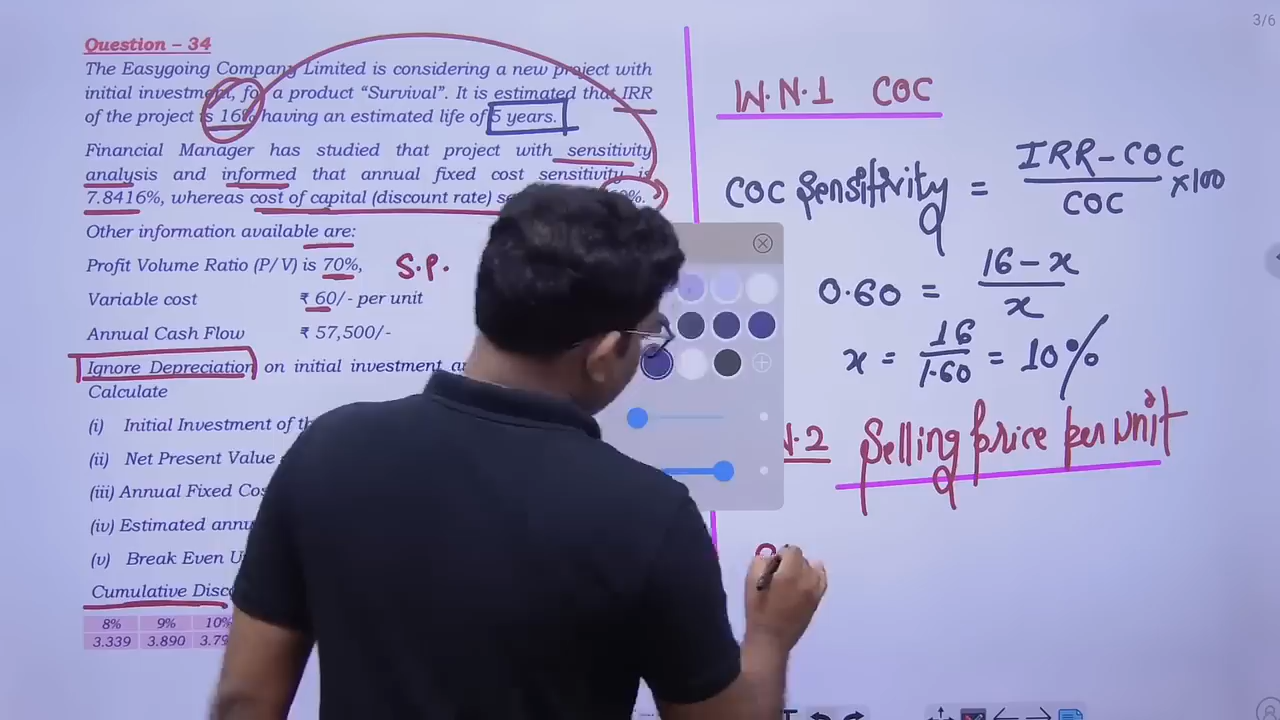 3/6
Question – 34
The Easygoing Company Limited is considering a new project with
initial investment, for a product “Survival”. It is estimated that IRR
of the project is 16% having an estimated life of 5 years.
Financial Manager has studied that project with sensitivity
analysis and informed that annual fixed cost sensitivity is
7.8416%, whereas cost of capital (discount rate)
Other information available are:
Profit Volume Ratio (P/V) is 70%, S.P.
Variable cost ₹ 60/- per unit
Annual Cash Flow ₹ 57,500/-
Ignore Depreciation on initial investment
Calculate
(i) Initial Investment of
(ii) Net Present Value
(iii) Annual Fixed
(iv) Estimated
(v) Break Even
Cumulative
8% 9% 10%
3.339 3.890
W.N.1 COC
COC Sensitivity = IRR – COC / COC ×100
0.60 = 16 – x / x
x = 16 / 1.60 = 10%
N.2 Selling price per unit